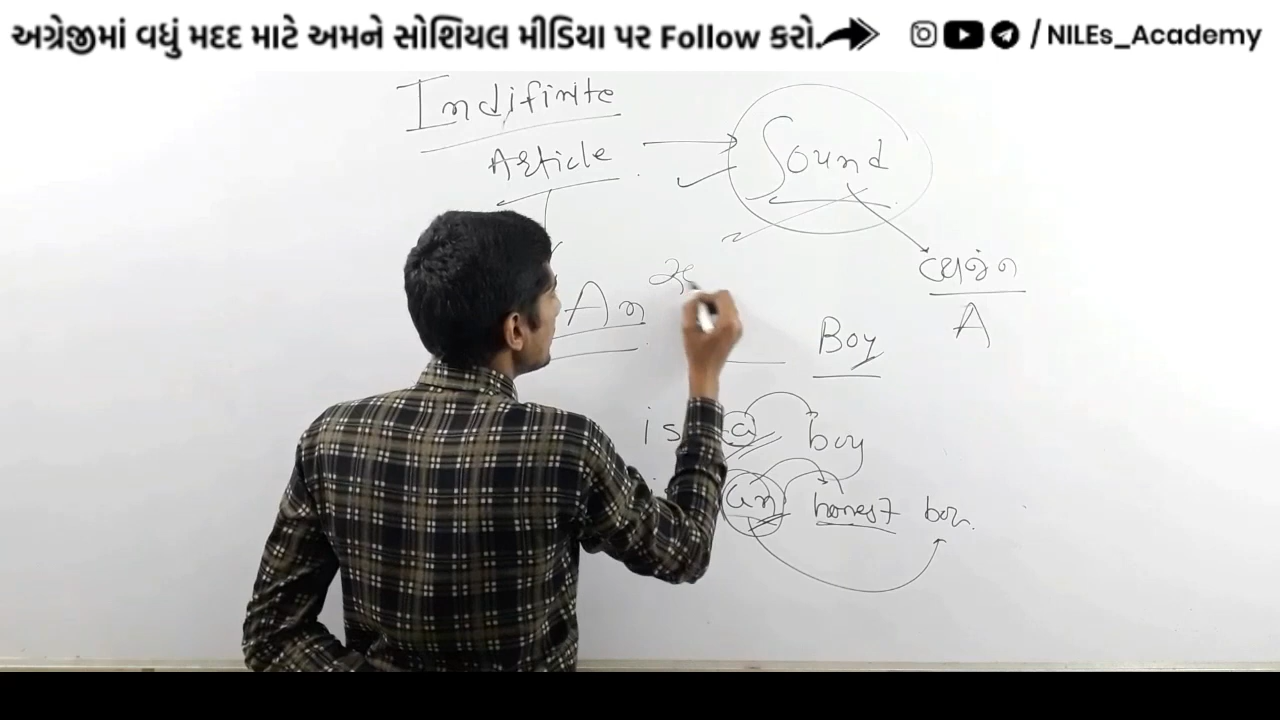 અગ્રેજીમાં વધું મદદ માટે અમને સોશિયલ મીડિયા પર Follow કરો. / NILEs_Academy
Indifinite
Article
Sound
વ્યંજન
A
An
Boy
is a boy
an honest boy.